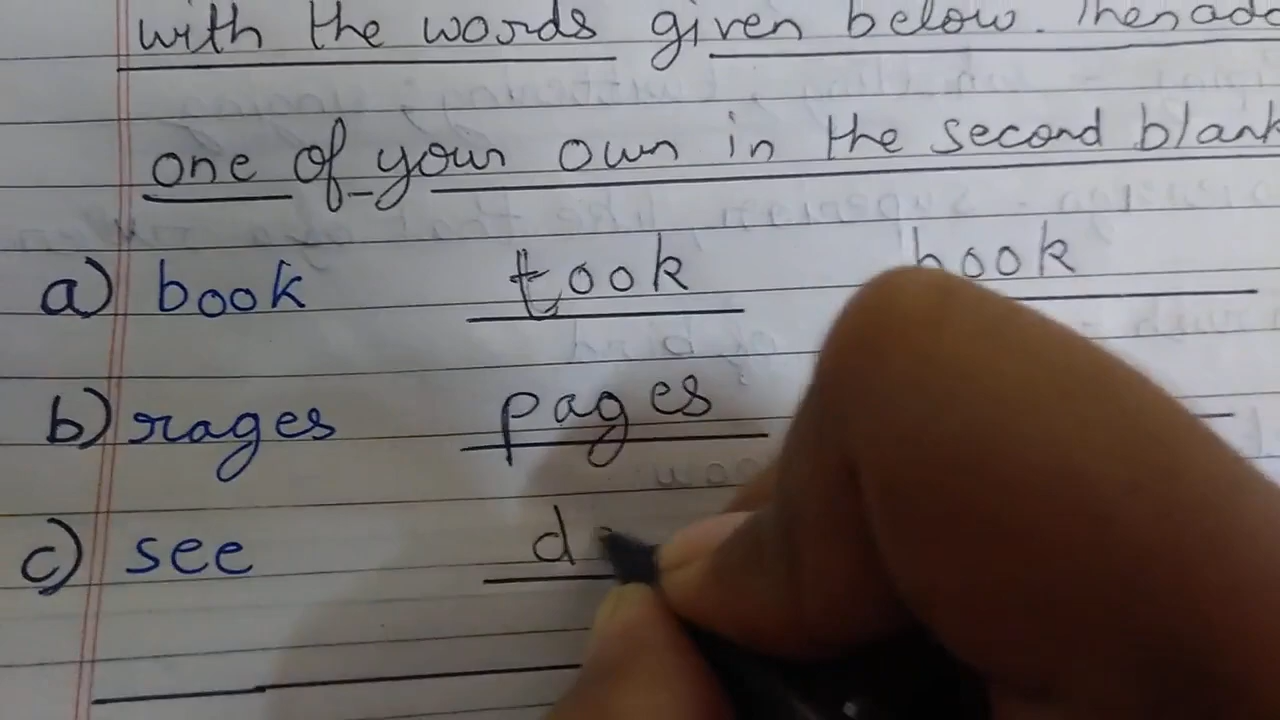 with the words given below. Then add
one of your own in the second blank
a) book took hook
b) rages pages
c) see d